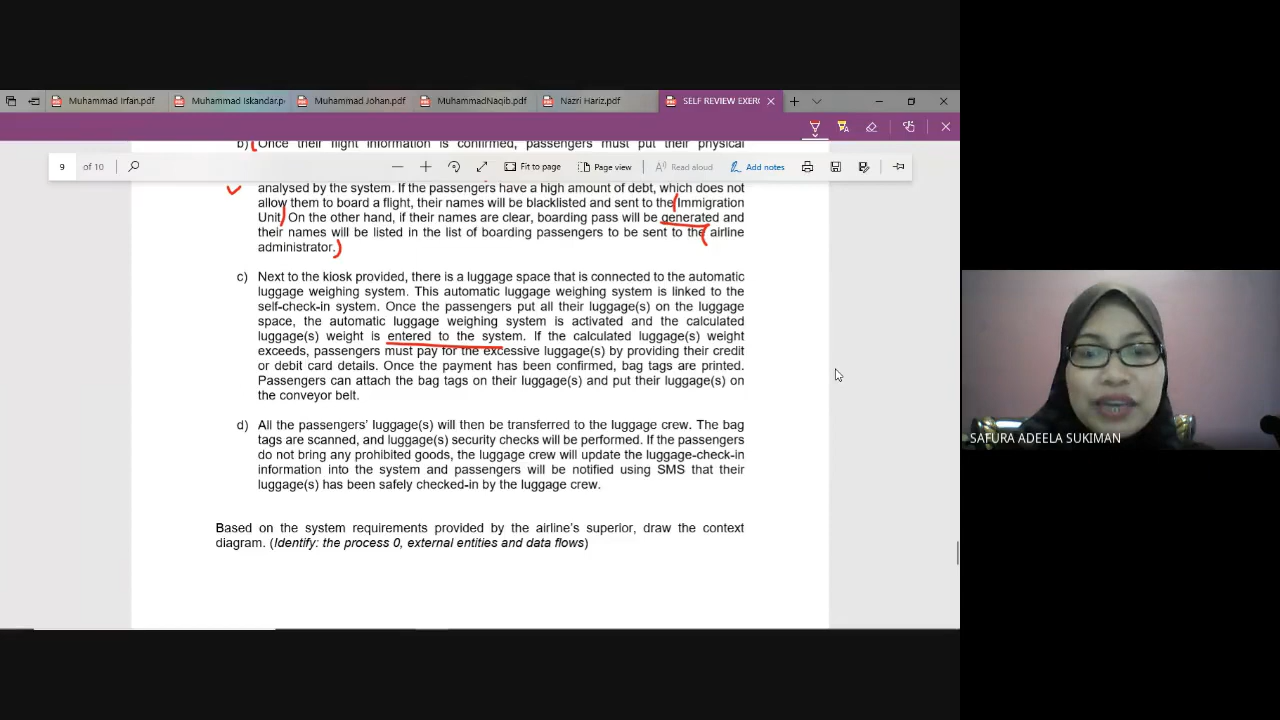 Muhammad Irfan.pdf
Muhammad Iskandar.p
Muhammad Johan.pdf
MuhammadNaqib.pdf
Nazri Hariz.pdf
SELF REVIEW EXER
b) Once their flight information is confirmed, passengers must put their physical
9 of 10
Fit to page
Page view
Read aloud
Add notes
analysed by the system. If the passengers have a high amount of debt, which does not
allow them to board a flight, their names will be blacklisted and sent to the Immigration
Unit. On the other hand, if their names are clear, boarding pass will be generated and
their names will be listed in the list of boarding passengers to be sent to the airline
administrator.
c) Next to the kiosk provided, there is a luggage space that is connected to the automatic
luggage weighing system. This automatic luggage weighing system is linked to the
self-check-in system. Once the passengers put all their luggage(s) on the luggage
space, the automatic luggage weighing system is activated and the calculated
luggage(s) weight is entered to the system. If the calculated luggage(s) weight
exceeds, passengers must pay for the excessive luggage(s) by providing their credit
or debit card details. Once the payment has been confirmed, bag tags are printed.
Passengers can attach the bag tags on their luggage(s) and put their luggage(s) on
the conveyor belt.
d) All the passengers' luggage(s) will then be transferred to the luggage crew. The bag
tags are scanned, and luggage(s) security checks will be performed. If the passengers
do not bring any prohibited goods, the luggage crew will update the luggage-check-in
information into the system and passengers will be notified using SMS that their
luggage(s) has been safely checked-in by the luggage crew.
Based on the system requirements provided by the airline's superior, draw the context
diagram. (Identify: the process 0, external entities and data flows)
SAFURA ADEELA SUKIMAN